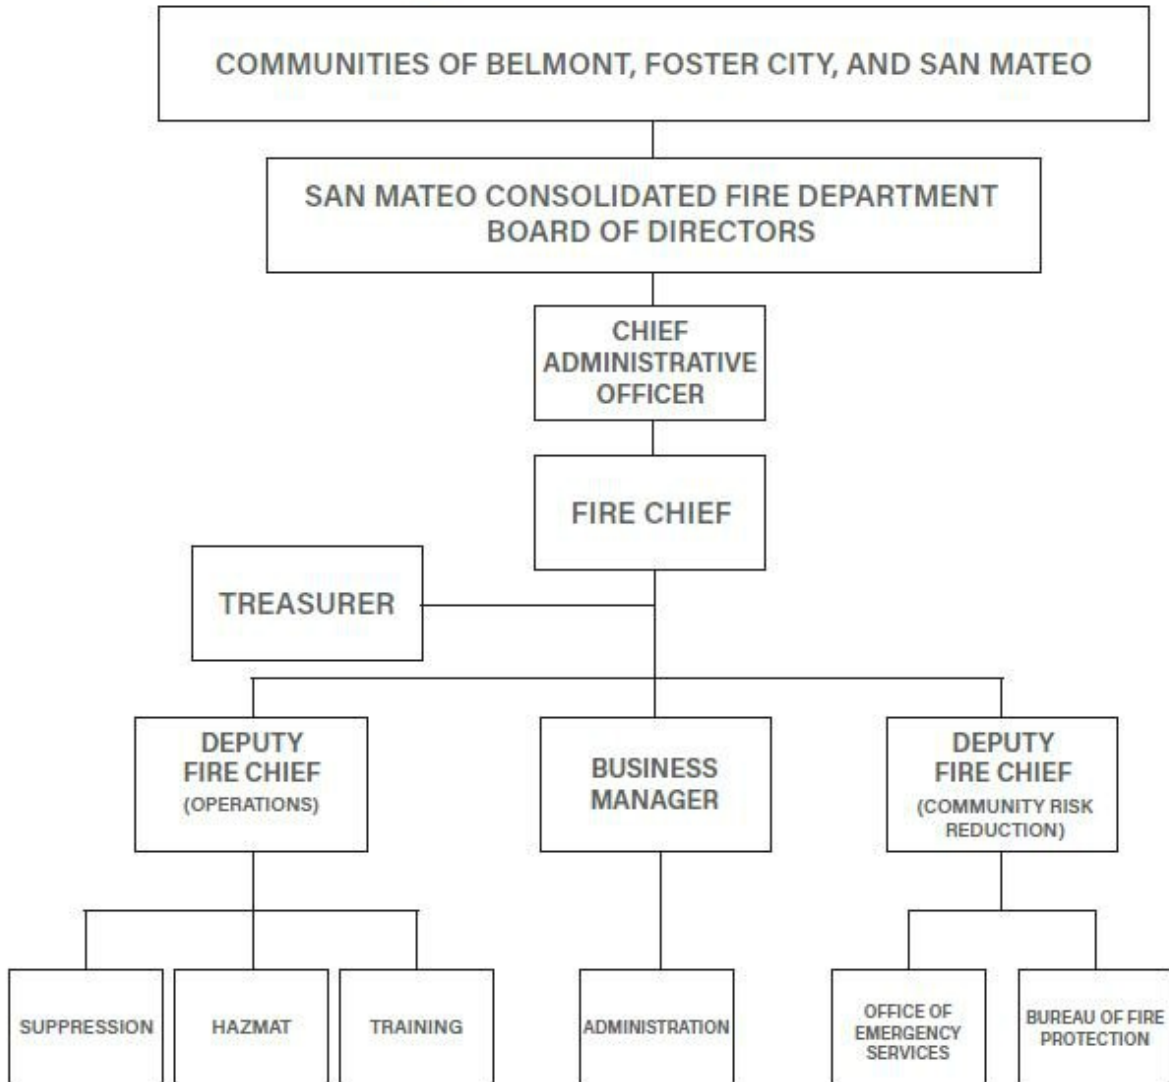 COMMUNITIES OF BELMONT, FOSTER CITY, AND SAN MATEO
SAN MATEO CONSOLIDATED FIRE DEPARTMENT
BOARD OF DIRECTORS
CHIEF
ADMINISTRATIVE
OFFICER
FIRE CHIEF
TREASURER
DEPUTY
FIRE CHIEF
(OPERATIONS)
BUSINESS
MANAGER
DEPUTY
FIRE CHIEF
(COMMUNITY RISK
REDUCTION)
SUPPRESSION
HAZMAT
TRAINING
ADMINISTRATION
OFFICE OF
EMERGENCY
SERVICES
BUREAU OF FIRE
PROTECTION